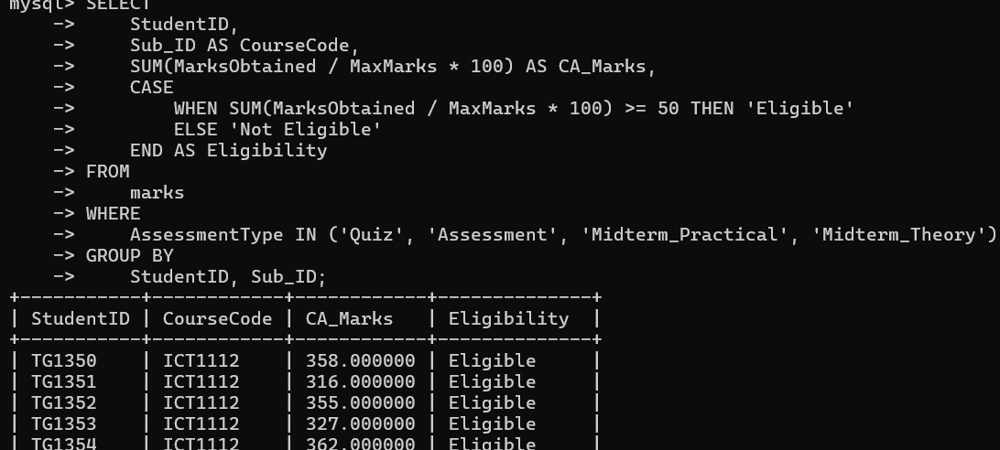 mysql> SELECT
    ->     StudentID,
    ->     Sub_ID AS CourseCode,
    ->     SUM(MarksObtained / MaxMarks * 100) AS CA_Marks,
    ->     CASE
    ->         WHEN SUM(MarksObtained / MaxMarks * 100) >= 50 THEN 'Eligible'
    ->         ELSE 'Not Eligible'
    ->     END AS Eligibility
    -> FROM
    ->     marks
    -> WHERE
    ->     AssessmentType IN ('Quiz', 'Assessment', 'Midterm_Practical', 'Midterm_Theory')
    -> GROUP BY
    ->     StudentID, Sub_ID;
+-----------+------------+------------+--------------+
| StudentID | CourseCode | CA_Marks   | Eligibility  |
+-----------+------------+------------+--------------+
| TG1350    | ICT1112    | 358.000000 | Eligible     |
| TG1351    | ICT1112    | 316.000000 | Eligible     |
| TG1352    | ICT1112    | 355.000000 | Eligible     |
| TG1353    | ICT1112    | 327.000000 | Eligible     |
| TG1354    | ICT1112    | 362.000000 | Eligible     |